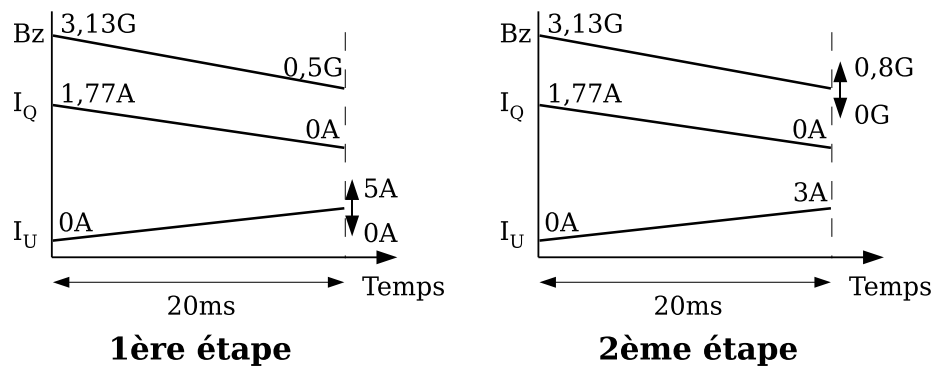 Bz 3,13G
0,5G
I_Q 1,77A
0A
5A
I_U 0A
0A
Temps
20ms
1ère étape
Bz 3,13G
0,8G
0G
I_Q 1,77A
0A
3A
I_U 0A
Temps
20ms
2ème étape